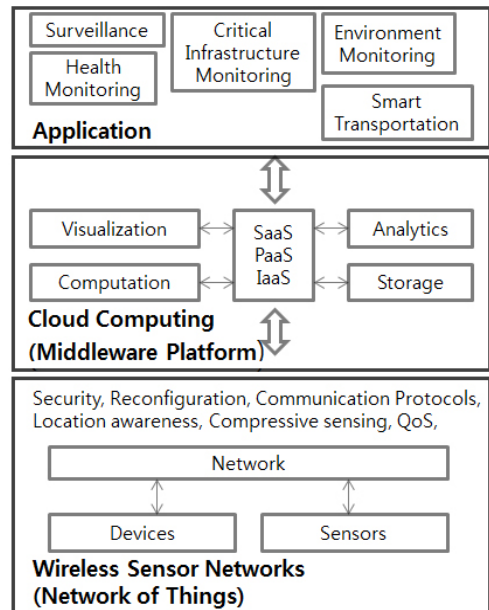 Surveillance
Health
Monitoring
Critical
Infrastructure
Monitoring
Environment
Monitoring
Smart
Transportation
Application
Visualization
Computation
SaaS
PaaS
IaaS
Analytics
Storage
Cloud Computing
(Middleware Platform)
Security, Reconfiguration, Communication Protocols,
Location awareness, Compressive sensing, QoS,
Network
Devices
Sensors
Wireless Sensor Networks
(Network of Things)